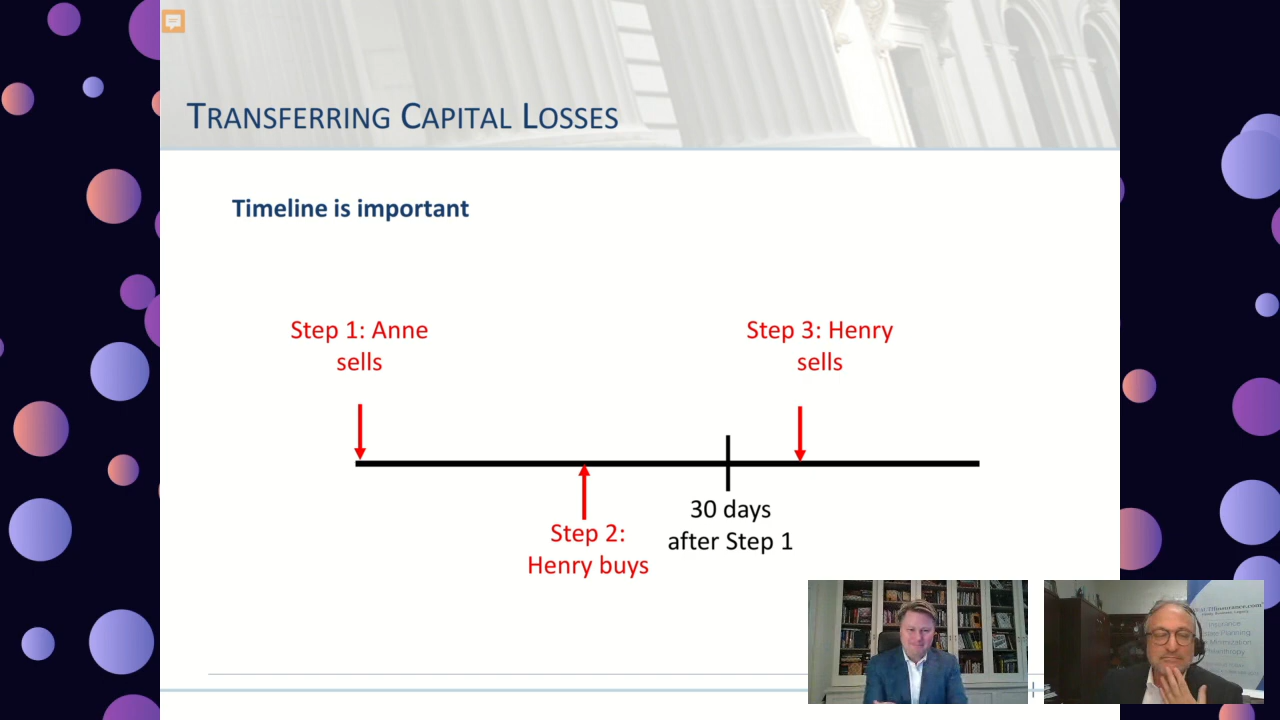 TRANSFERRING CAPITAL LOSSES
Timeline is important
Step 1: Anne
sells
Step 3: Henry
sells
30 days
after Step 1
Step 2:
Henry buys